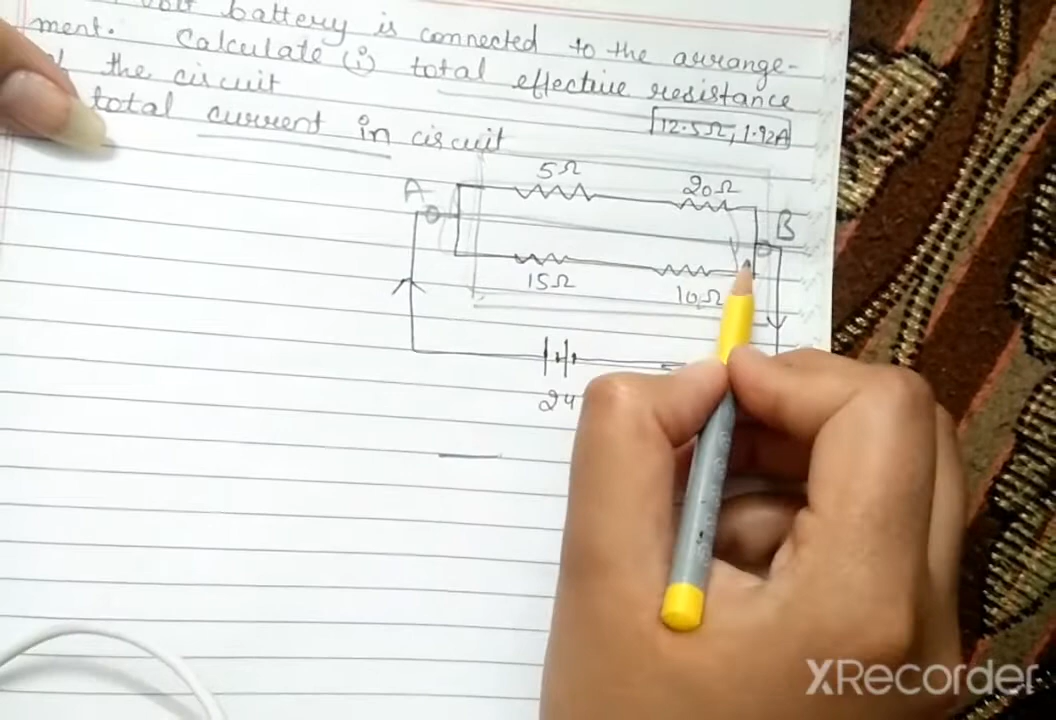 volt battery is connected to the arrange-
ment. Calculate (i) total effective resistance
the circuit
total current in circuit
12.5Ω, 1.92A
5Ω 20Ω
A B
15Ω 10Ω
24
XRecorder